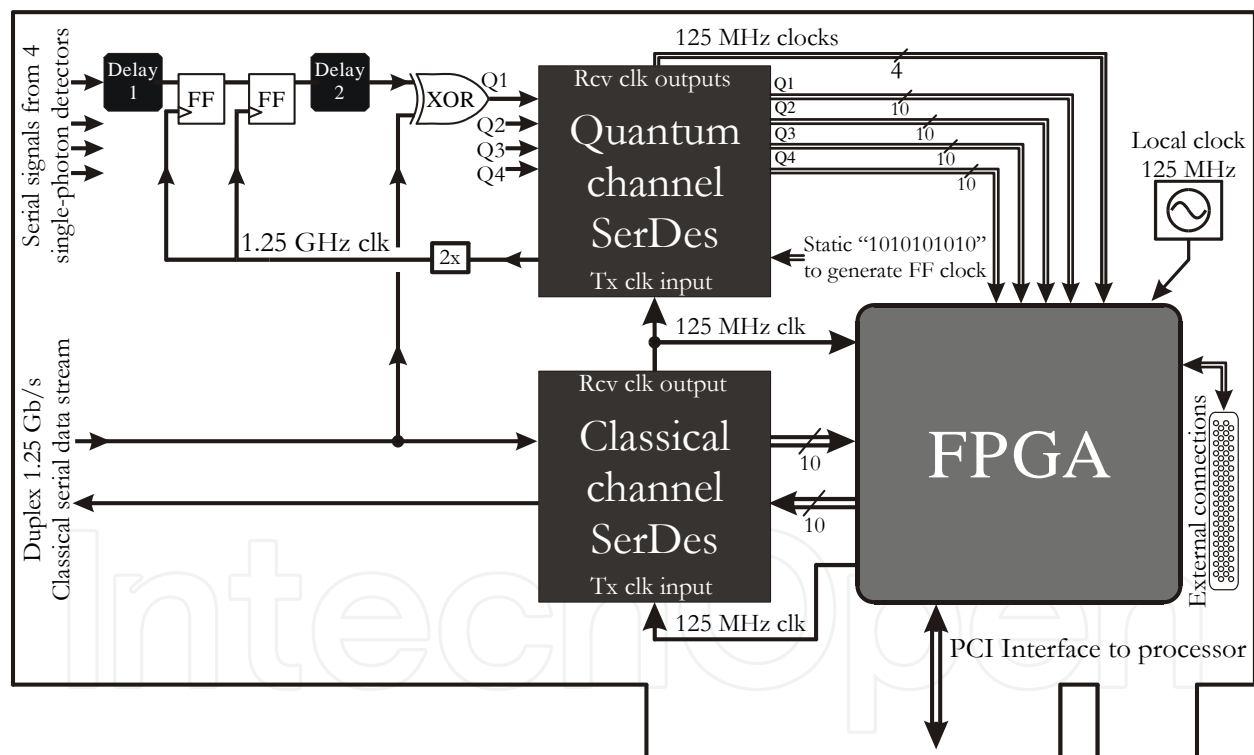 Serial signals from 4
single-photon detectors
Delay
1
FF
FF
Delay
2
XOR
Q1
Q2
Q3
Q4
125 MHz clocks
4
Rcv clk outputs
Quantum
channel
SerDes
Tx clk input
Q1
10
Q2
10
Q3
10
Q4
10
Local clock
125 MHz
1.25 GHz clk
2x
Static “1010101010”
to generate FF clock
125 MHz clk
Duplex 1.25 Gb/s
Classical serial data stream
Rcv clk output
Classical
channel
SerDes
Tx clk input
10
10
125 MHz clk
FPGA
External connections
PCI Interface to processor
IntechOpen